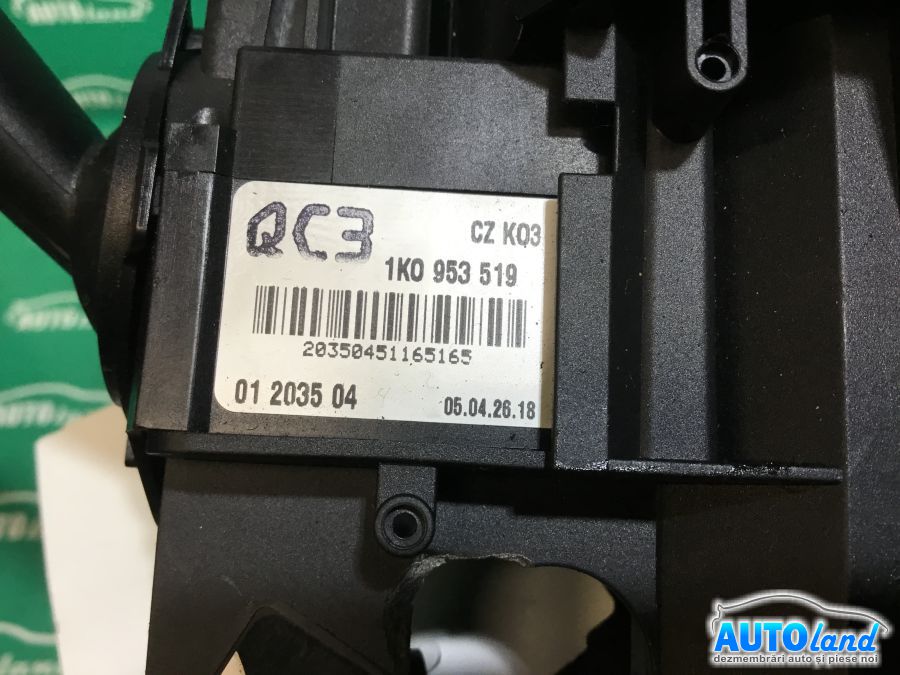 QC3
CZ K03
1K0 953 519
20350451165165
01 2035 04
05.04.26.18
AUTOland
dezmembrări auto și piese noi